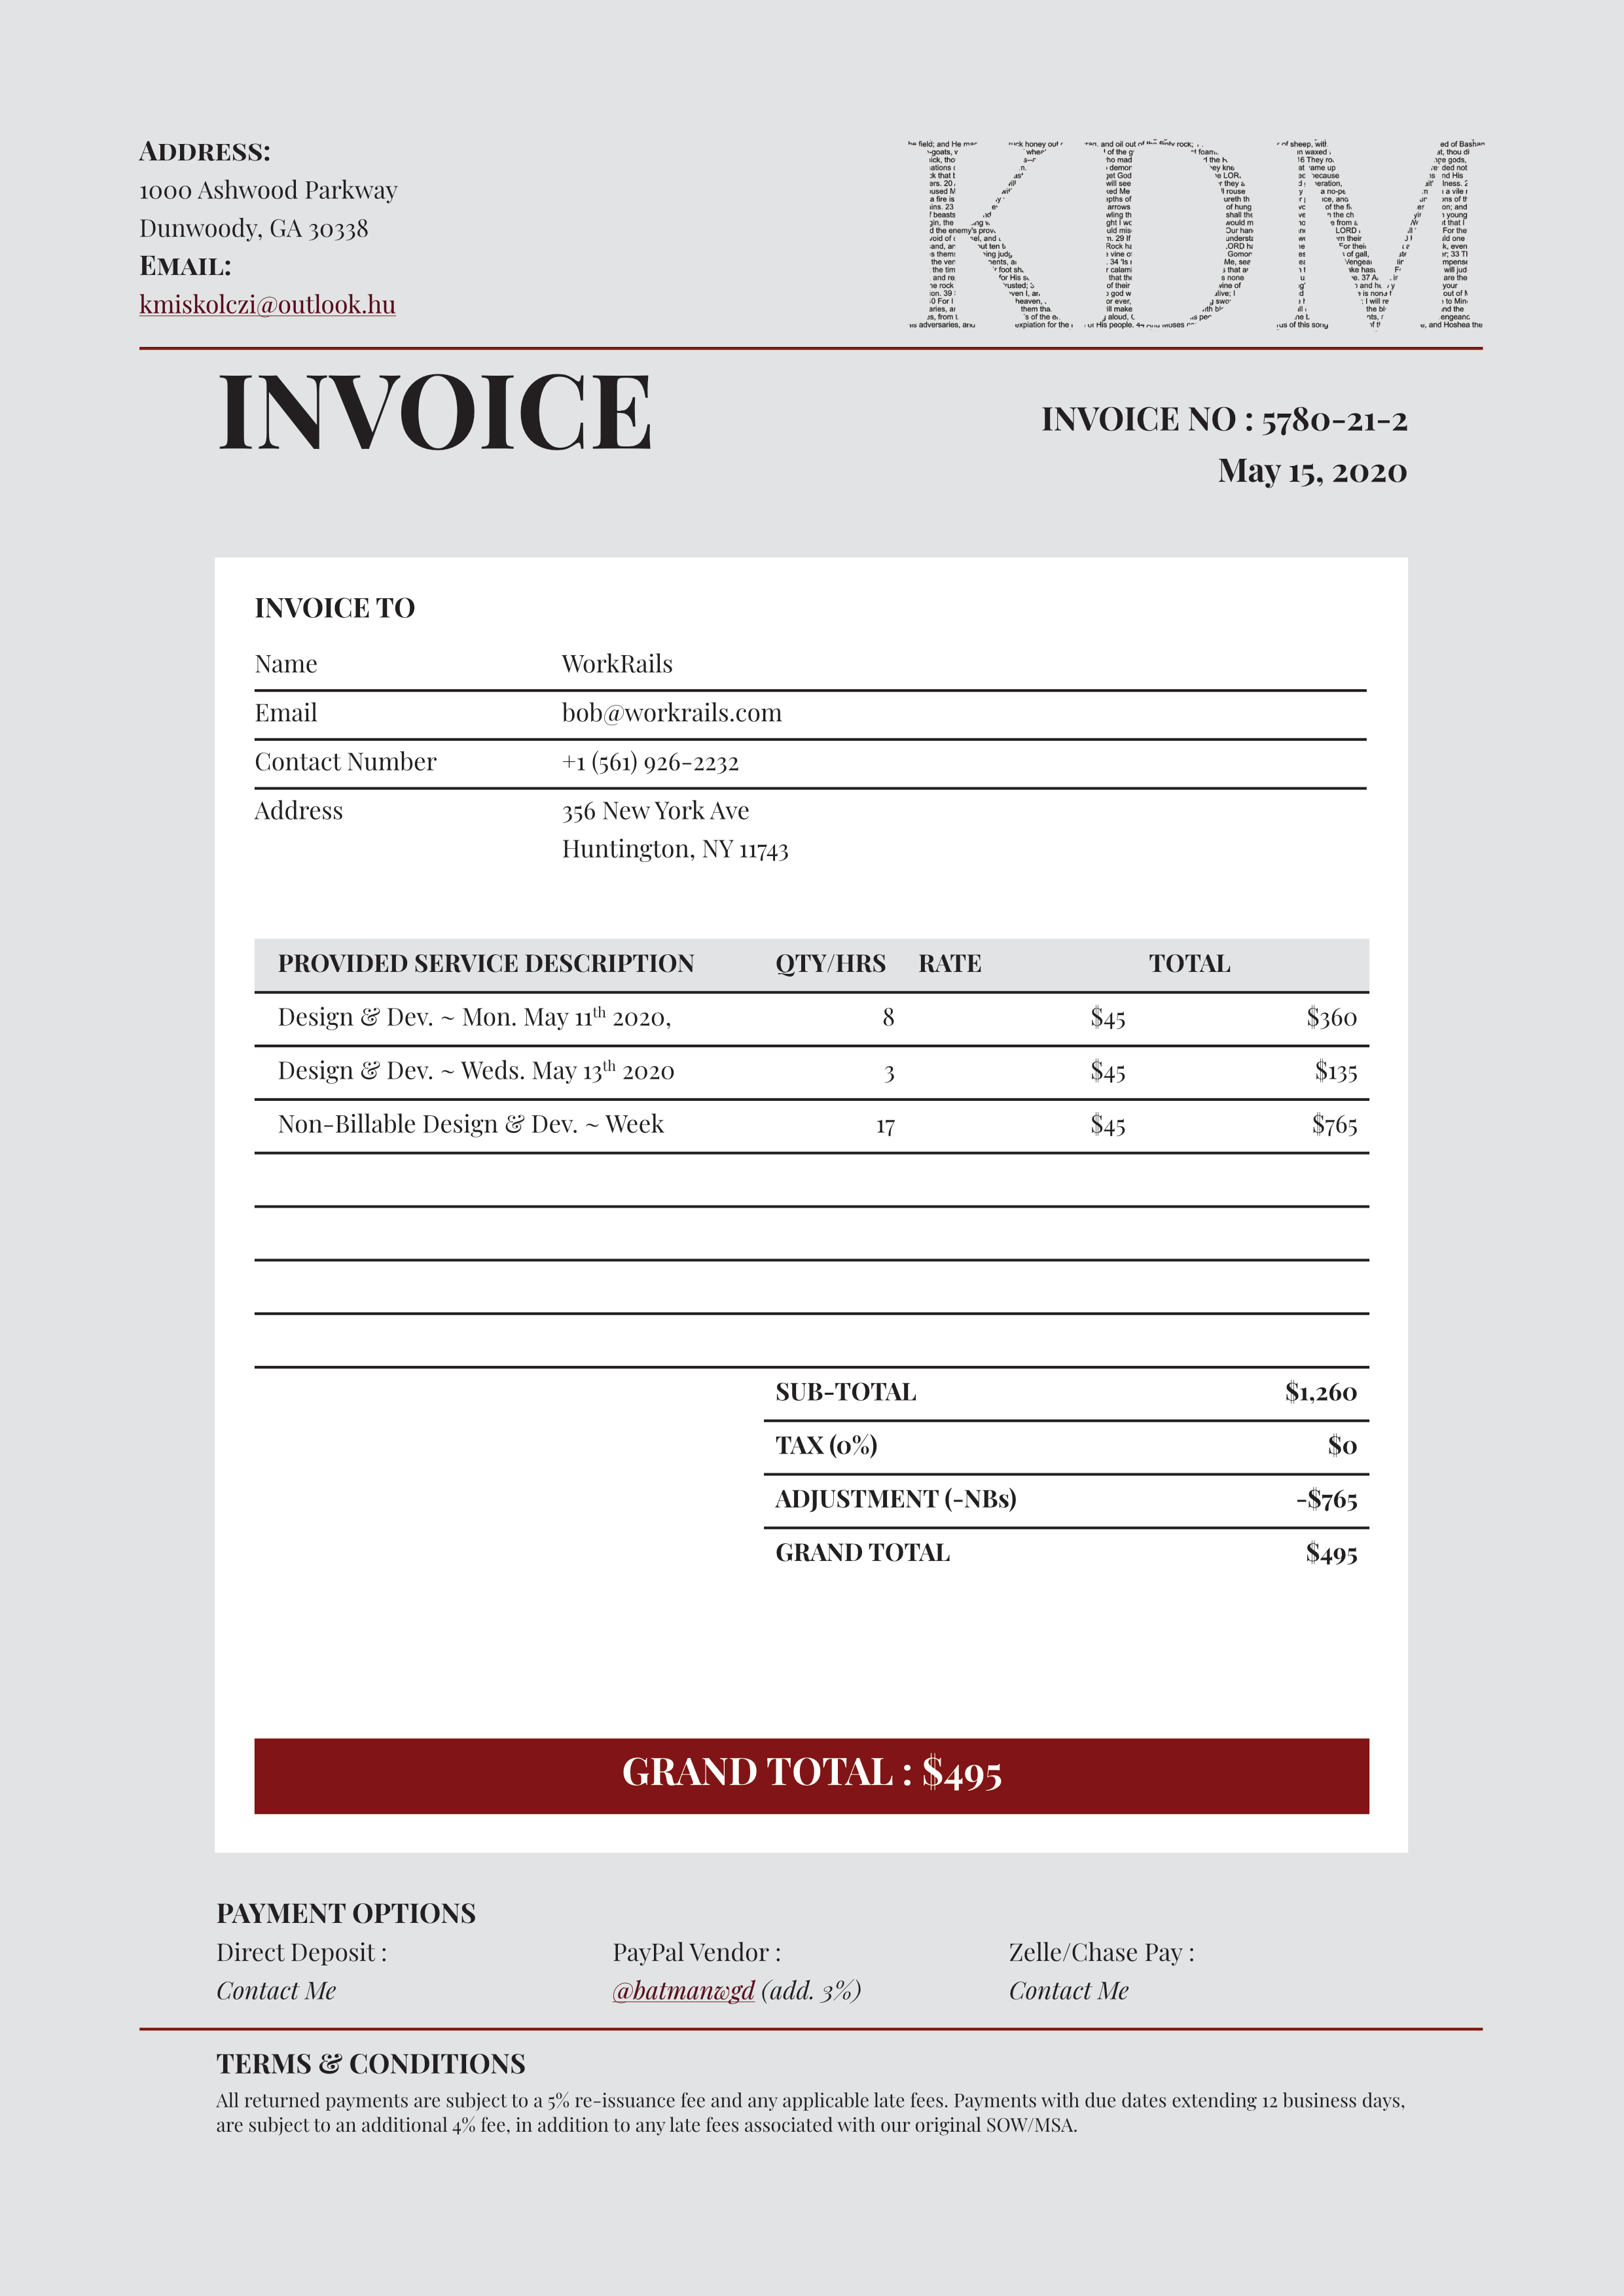 ADDRESS:
1000 Ashwood Parkway
Dunwoody, GA 30338
EMAIL:
kmiskolczi@outlook.hu
KDM
INVOICE
INVOICE NO : 5780-21-2
May 15, 2020
INVOICE TO
Name WorkRails
Email bob@workrails.com
Contact Number +1 (561) 926-2232
Address 356 New York Ave
Huntington, NY 11743
PROVIDED SERVICE DESCRIPTION QTY/HRS RATE TOTAL
Design & Dev. ~ Mon. May 11th 2020, 8 $45 $360
Design & Dev. ~ Weds. May 13th 2020 3 $45 $135
Non-Billable Design & Dev. ~ Week 17 $45 $765
SUB-TOTAL $1,260
TAX (0%) $0
ADJUSTMENT (-NBs) -$765
GRAND TOTAL $495
GRAND TOTAL : $495
PAYMENT OPTIONS
Direct Deposit : PayPal Vendor : Zelle/Chase Pay :
Contact Me @batmanwgd (add. 3%) Contact Me
TERMS & CONDITIONS
All returned payments are subject to a 5% re-issuance fee and any applicable late fees. Payments with due dates extending 12 business days,
are subject to an additional 4% fee, in addition to any late fees associated with our original SOW/MSA.